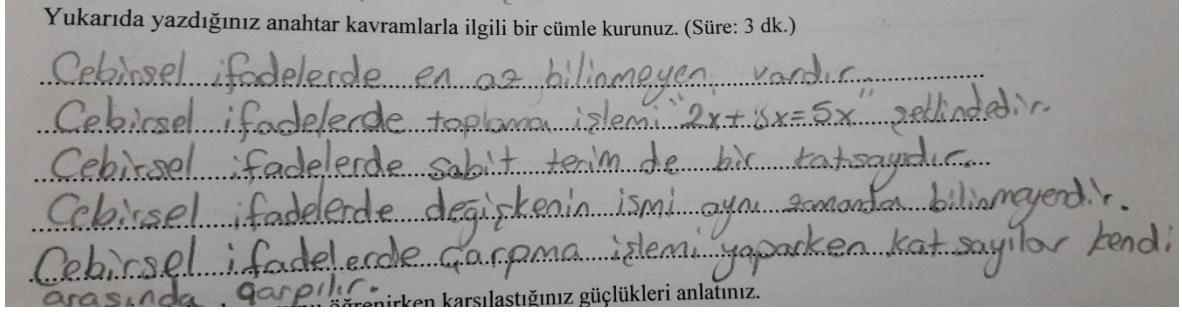 Yukarıda yazdığınız anahtar kavramlarla ilgili bir cümle kurunuz. (Süre: 3 dk.)
Cebirsel ifadelerde en az bilinmeyen vardır.
Cebirsel ifadelerde toplama işlemi "2x+3x=5x" şeklindedir.
Cebirsel ifadelerde sabit terim de bir katsayıdır.
Cebirsel ifadelerde değişkenin ismi aynı zamanda bilinmeyendir.
Cebirsel ifadelerde çarpma işlemi yaparken katsayılar kendi
arasında çarpılır.
öğrenirken karşılaştığınız güçlükleri anlatınız.